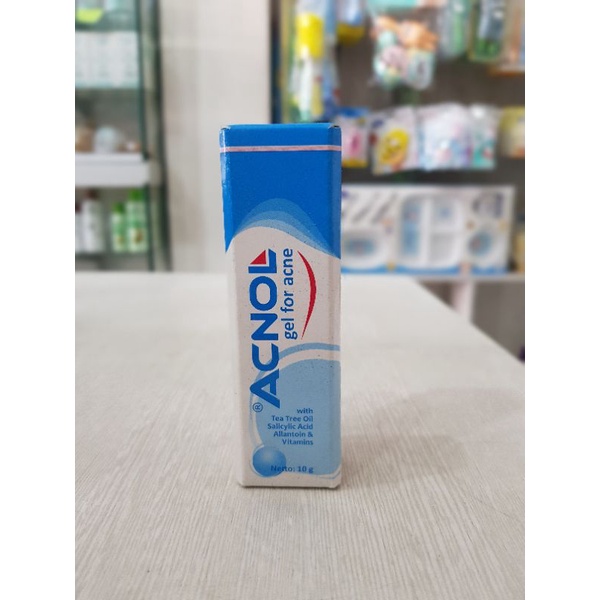 ® ACNOL
gel for acne
with
Tea Tree Oil
Salicylic Acid
Allantoin &
Vitamins
Netto: 10 g